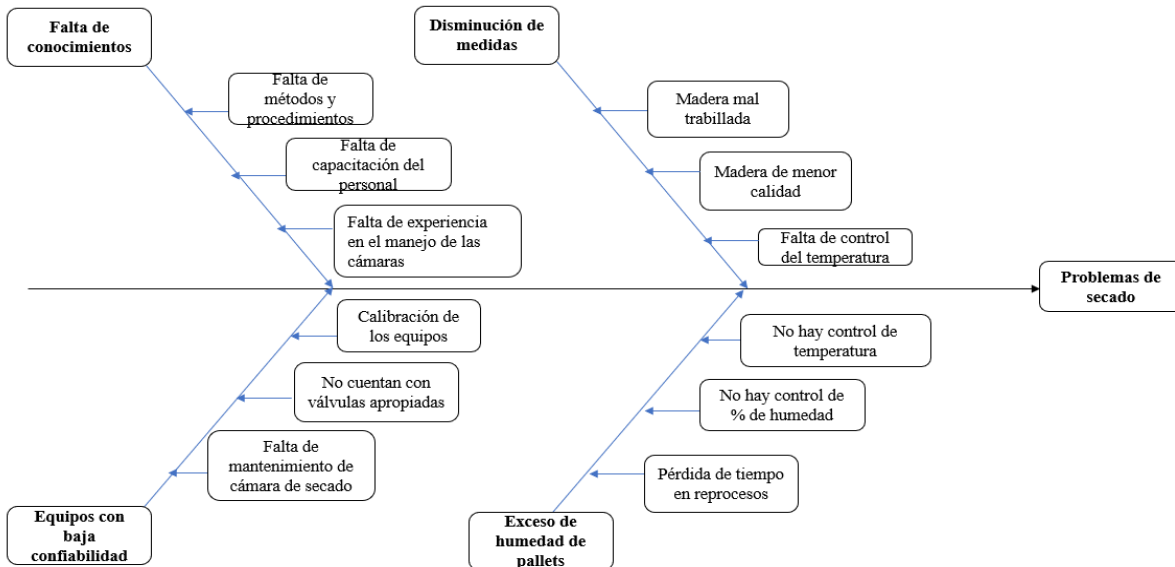 Falta de
conocimientos
Disminución de
medidas
Falta de
métodos y
procedimientos
Falta de
capacitación del
personal
Falta de experiencia
en el manejo de las
cámaras
Madera mal
trabillada
Madera de menor
calidad
Falta de control
del temperatura
Problemas de
secado
Calibración de
los equipos
No cuentan con
válvulas apropiadas
Falta de
mantenimiento de
cámara de secado
Equipos con
baja
confiabilidad
No hay control de
temperatura
No hay control de
% de humedad
Pérdida de tiempo
en reprocesos
Exceso de
humedad de
pallets